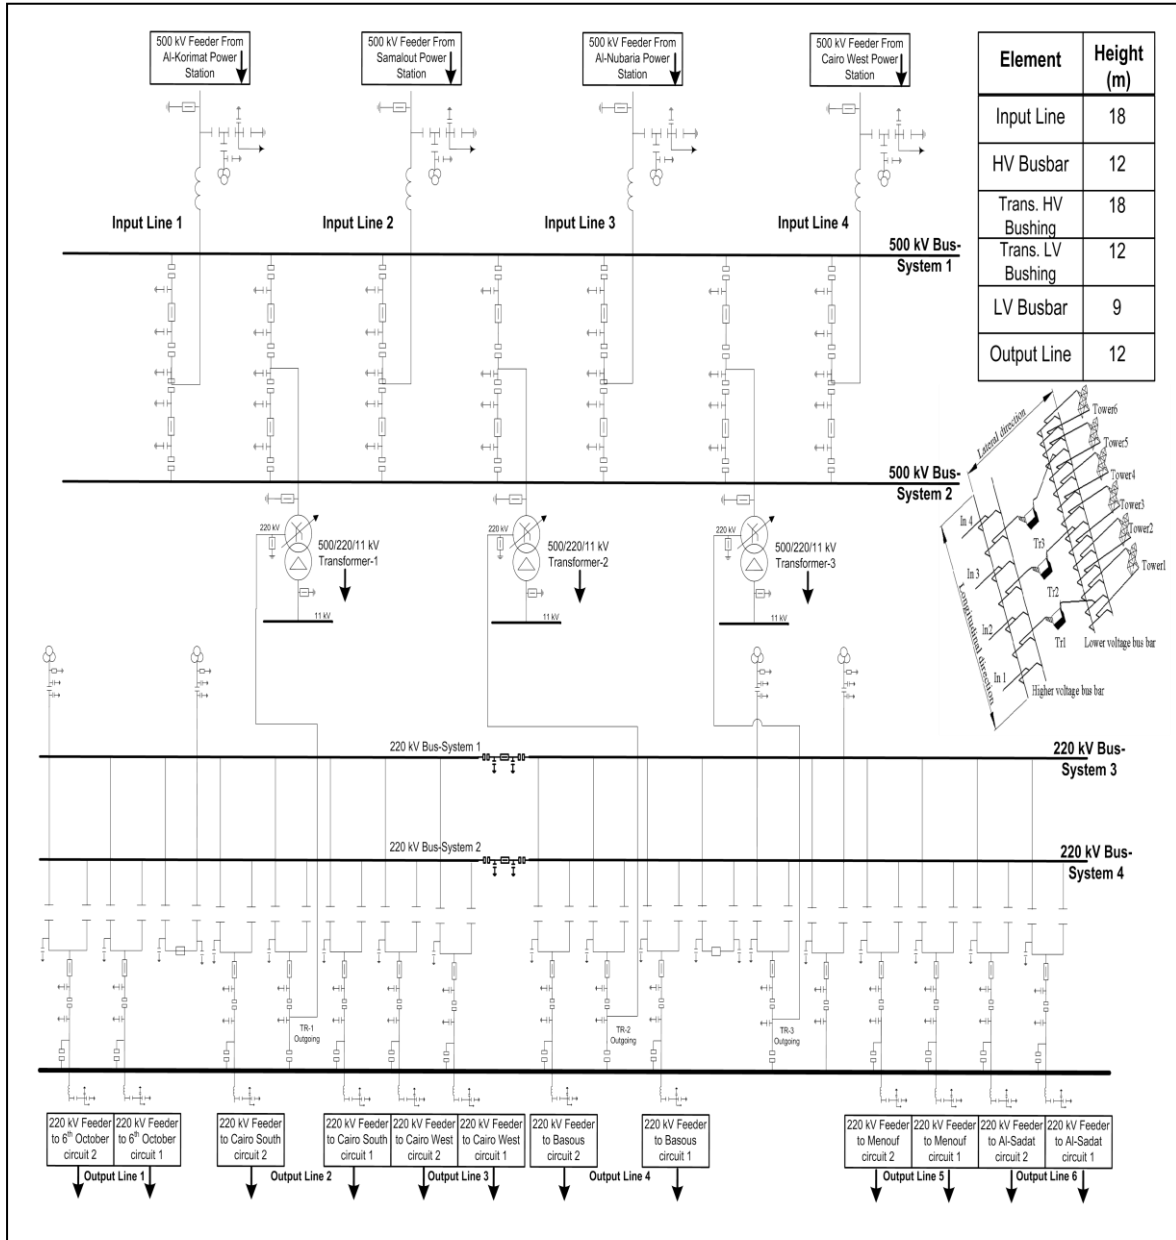 500 kV Feeder From
Al-Korimat Power
Station
500 kV Feeder From
Samalout Power
Station
500 kV Feeder From
Al-Nubaria Power
Station
500 kV Feeder From
Cairo West Power
Station
Element Height (m)
Input Line 18
HV Busbar 12
Trans. HV Bushing 18
Trans. LV Bushing 12
LV Busbar 9
Output Line 12
Input Line 1
Input Line 2
Input Line 3
Input Line 4
500 kV Bus-
System 1
500 kV Bus-
System 2
Lateral direction
Longitudinal direction
Tower6
Tower5
Tower4
Tower3
Tower2
Tower1
In 4
In 3
In2
In 1
Tr3
Tr2
Tr1
Lower voltage bus bar
Higher voltage bus bar
220 kV
500/220/11 kV
Transformer-1
11 kV
220 kV
500/220/11 kV
Transformer-2
11 kV
220 kV
500/220/11 kV
Transformer-3
11 kV
220 kV Bus-System 1
220 kV Bus-
System 3
220 kV Bus-System 2
220 kV Bus-
System 4
TR-1
Outgoing
TR-2
Outgoing
TR-3
Outgoing
220 kV Feeder
to 6th October
circuit 2
220 kV Feeder
to 6th October
circuit 1
220 kV Feeder
to Cairo South
circuit 2
220 kV Feeder
to Cairo South
circuit 1
220 kV Feeder
to Cairo West
circuit 2
220 kV Feeder
to Cairo West
circuit 1
220 kV Feeder
to Basous
circuit 2
220 kV Feeder
to Basous
circuit 1
220 kV Feeder
to Menouf
circuit 2
220 kV Feeder
to Menouf
circuit 1
220 kV Feeder
to Al-Sadat
circuit 2
220 kV Feeder
to Al-Sadat
circuit 1
Output Line 1
Output Line 2
Output Line 3
Output Line 4
Output Line 5
Output Line 6